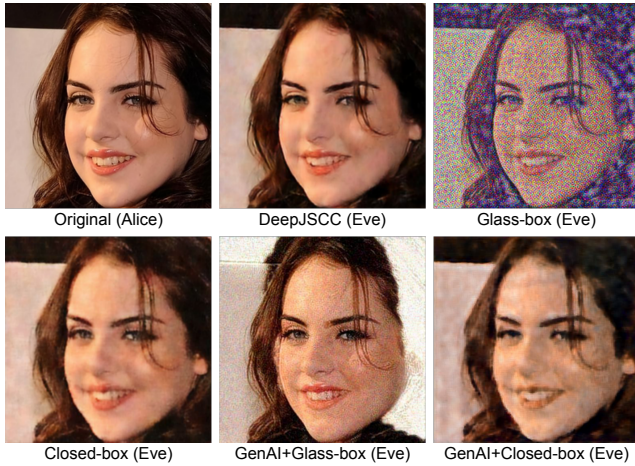 Original (Alice)
DeepJSCC (Eve)
Glass-box (Eve)
Closed-box (Eve)
GenAI+Glass-box (Eve)
GenAI+Closed-box (Eve)